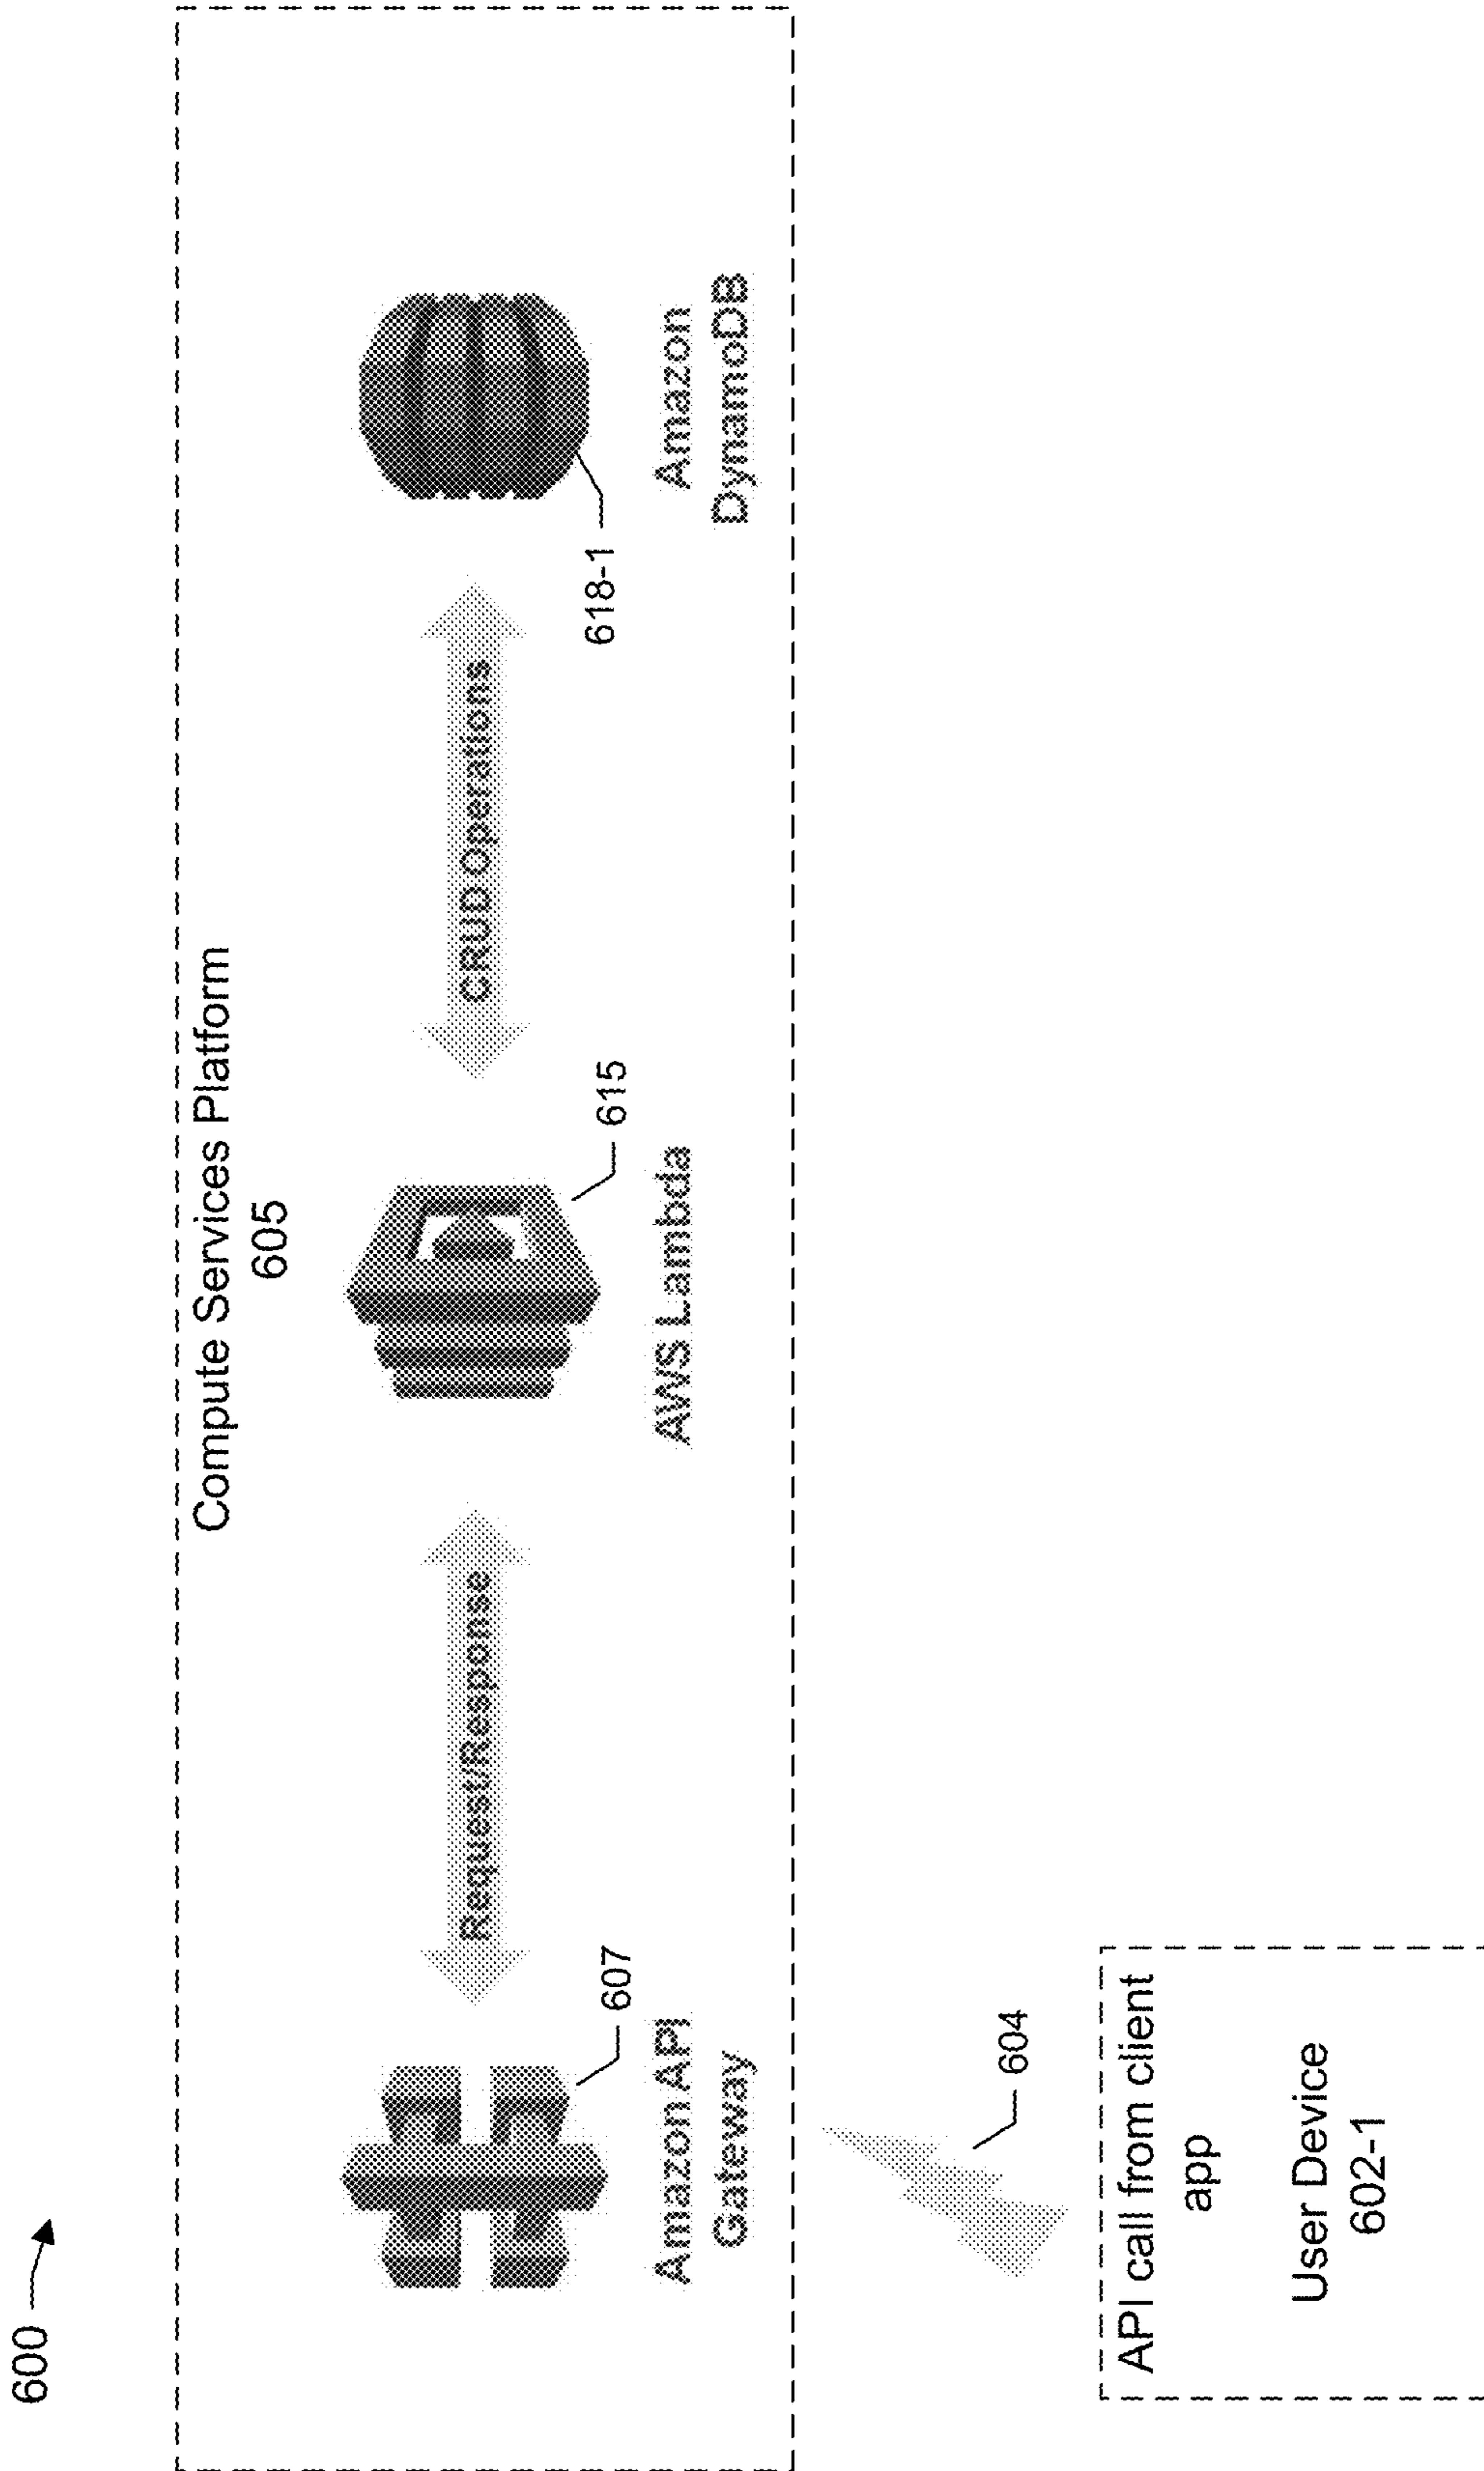 600
Compute Services Platform
605
Request/Response
CRUD Operations
607
615
618-1
Amazon API
Gateway
AWS Lambda
Amazon
DynamoDB
604
API call from client
app
User Device
602-1